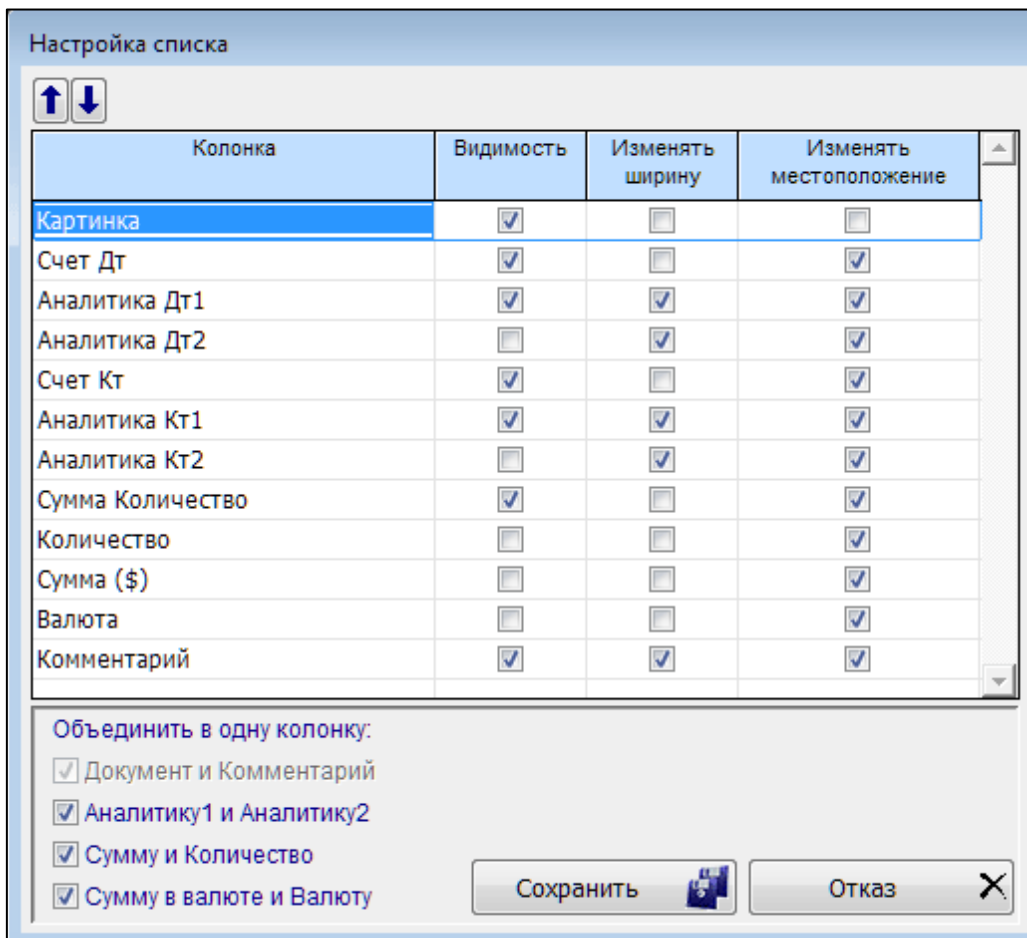 Настройка списка
Колонка Видимость Изменять ширину Изменять местоположение
Картинка
Счет Дт
Аналитика Дт1
Аналитика Дт2
Счет Кт
Аналитика Кт1
Аналитика Кт2
Сумма Количество
Количество
Сумма ($)
Валюта
Комментарий
Объединить в одну колонку:
Документ и Комментарий
Аналитику1 и Аналитику2
Сумму и Количество
Сумму в валюте и Валюту
Сохранить Отказ